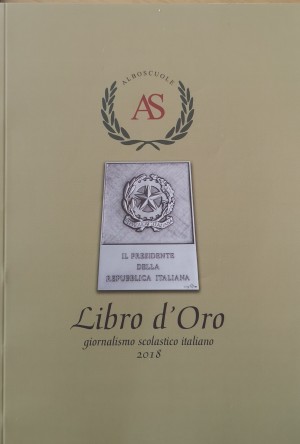 ALBOSCUOLE
AS
IL PRESIDENTE
DELLA
REPUBBLICA ITALIANA
Libro d'Oro
giornalismo scolastico italiano
2018